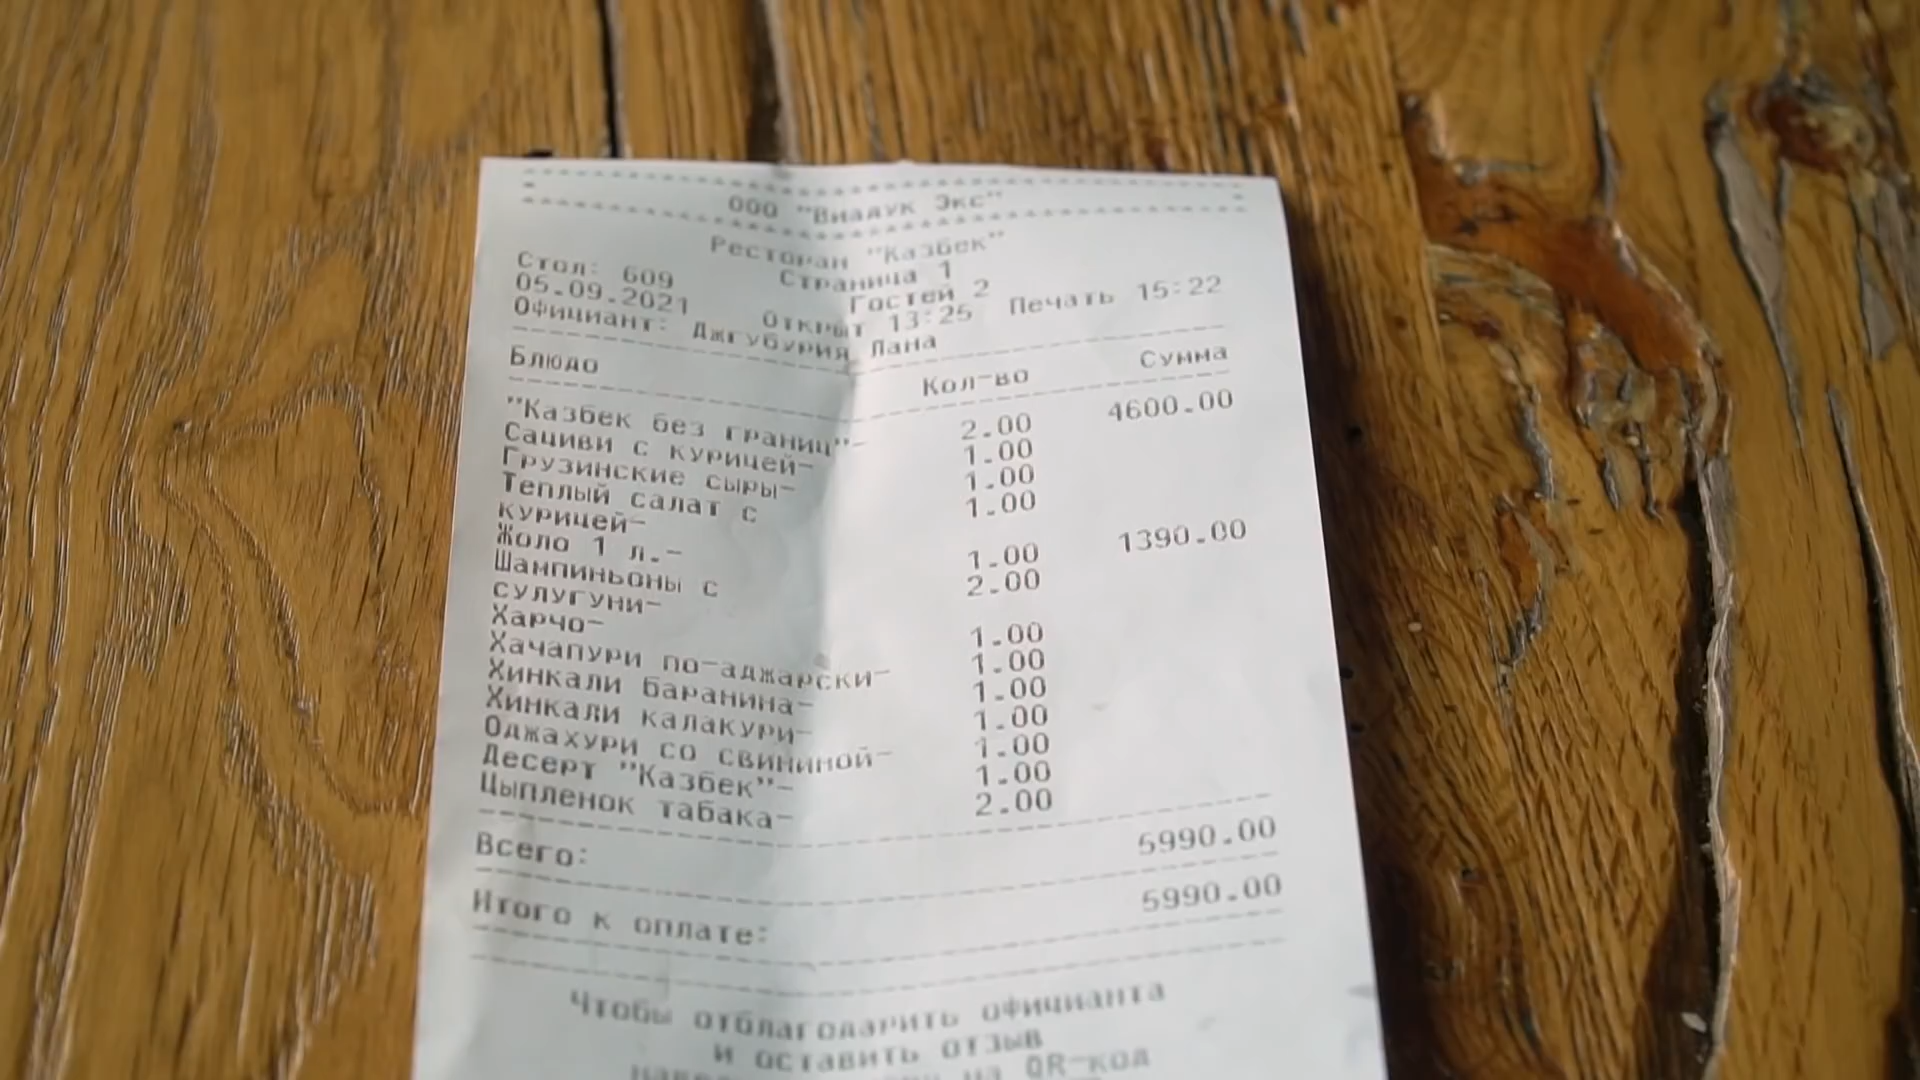 ООО "Виадук Экс"
Ресторан "Казбек"
Страница 1
Стол: 609 Гостей 2
05.09.2021 Открыт 13:25 Печать 15:22
Официант: Джгубурия Лана
Блюдо Кол-во Сумма
"Казбек без границ"- 2.00 4600.00
Сациви с курицей- 1.00
Грузинские сыры- 1.00
Теплый салат с 1.00
курицей-
Жоло 1 л.- 1.00 1390.00
Шампиньоны с 2.00
сулугуни-
Харчо- 1.00
Хачапури по-аджарски- 1.00
Хинкали баранина- 1.00
Хинкали калакури- 1.00
Оджахури со свининой- 1.00
Десерт "Казбек"- 1.00
Цыпленок табака- 2.00
Всего: 5990.00
Итого к оплате: 5990.00
Чтобы отблагодарить официанта
и оставить отзыв
на QR-код